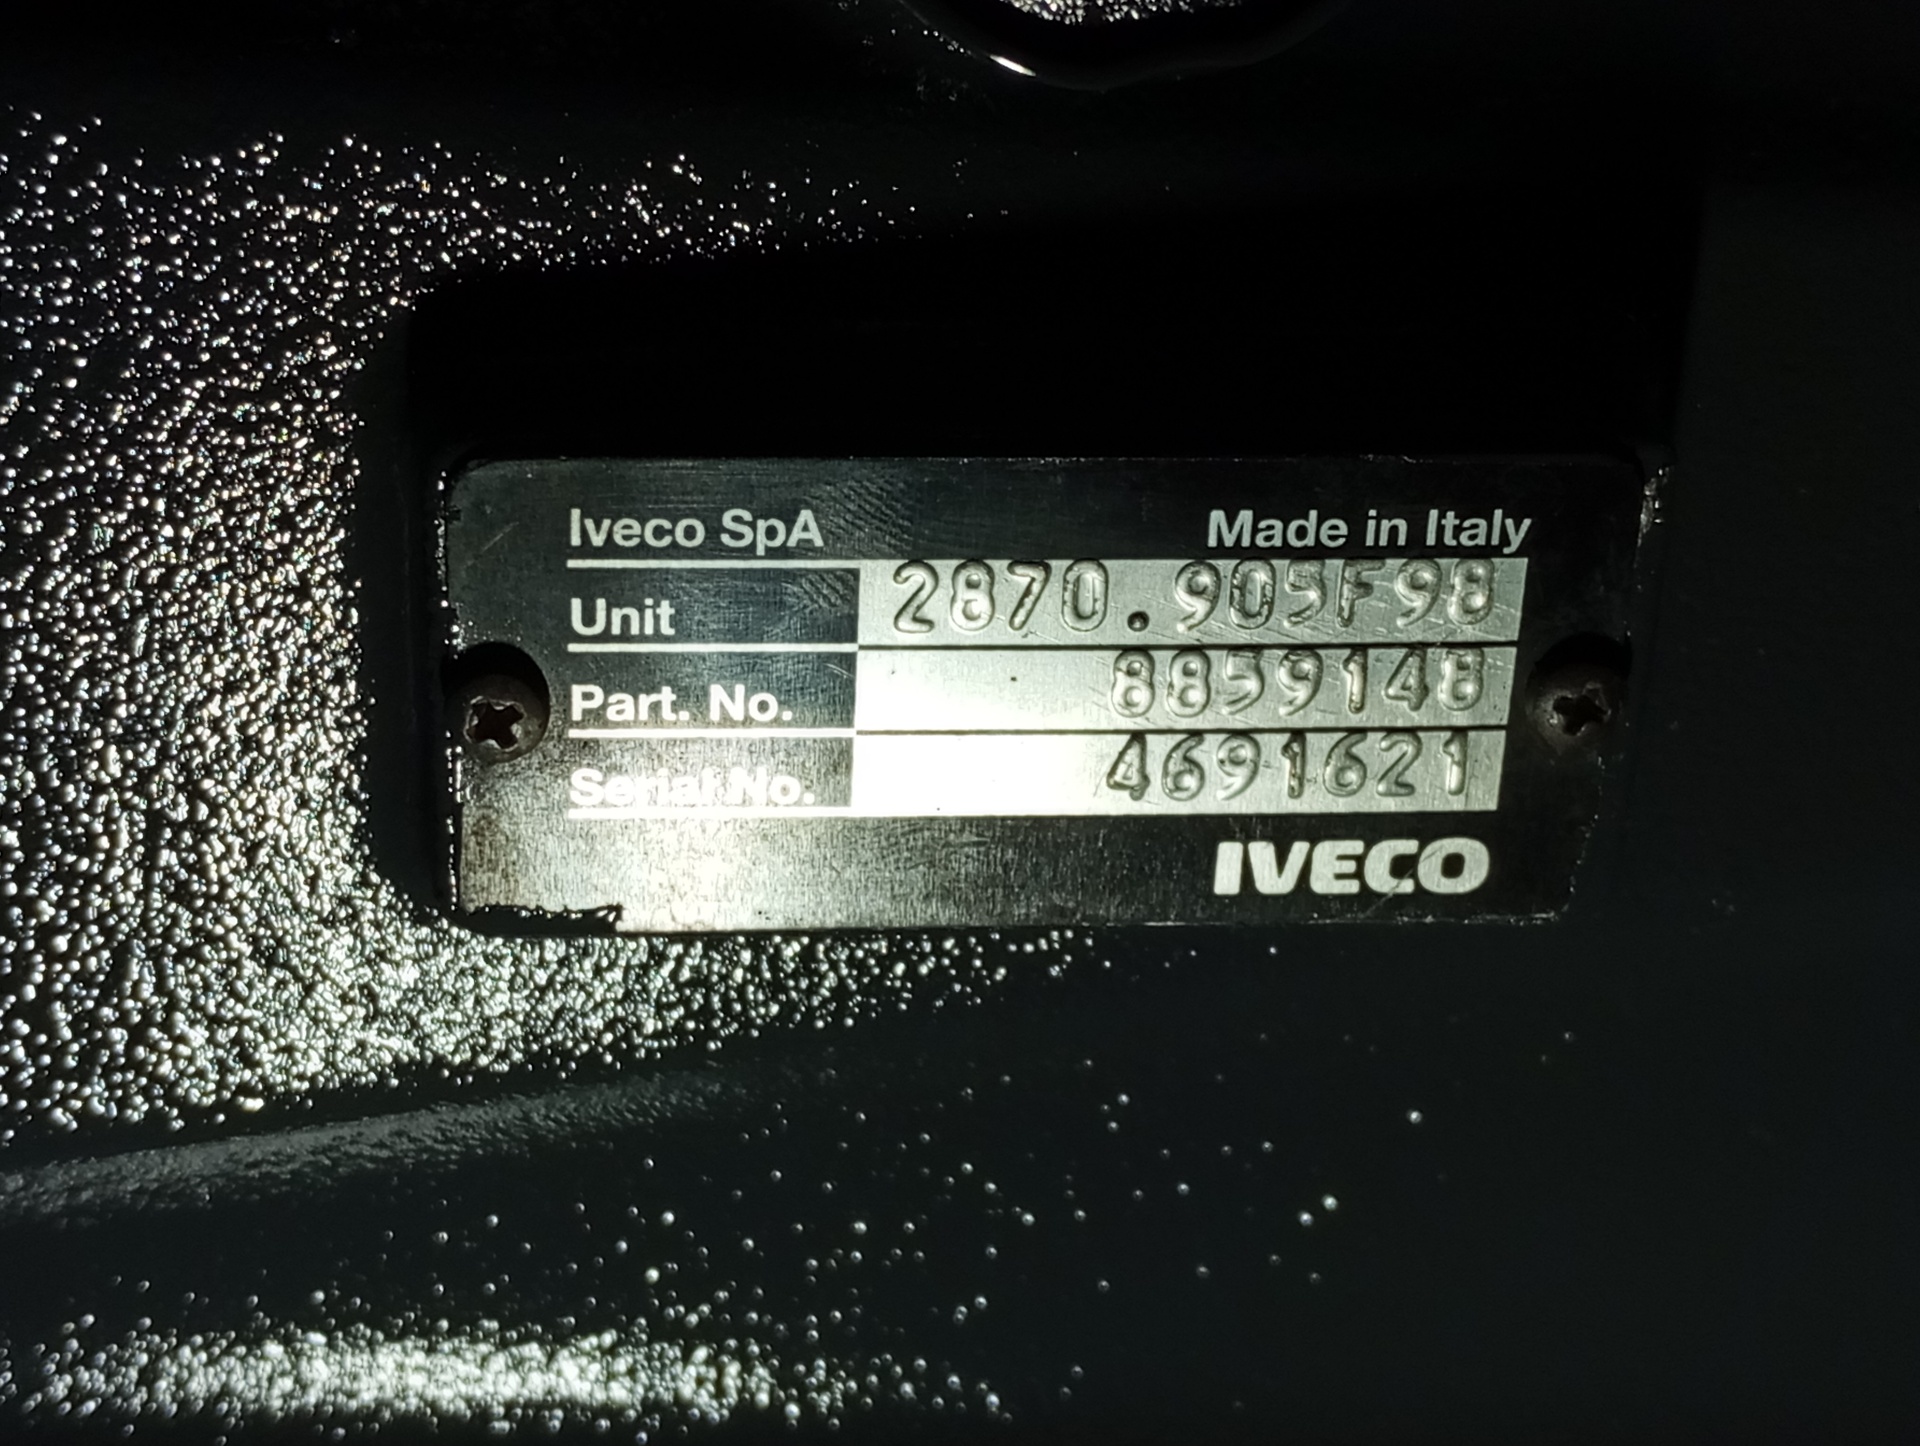 Iveco SpA Made in Italy
Unit 2870.905F98
Part. No. 8859148
Serial No. 4691621
IVECO